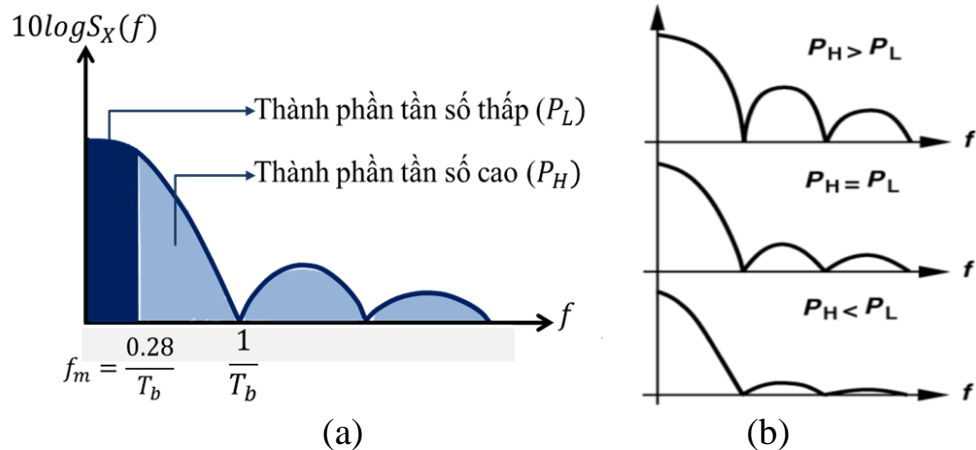 10logS_X(f)
Thành phần tần số thấp (P_L)
Thành phần tần số cao (P_H)
f
f_m = 0.28/T_b
1/T_b
(a)
P_H > P_L
f
P_H = P_L
f
P_H < P_L
f
(b)